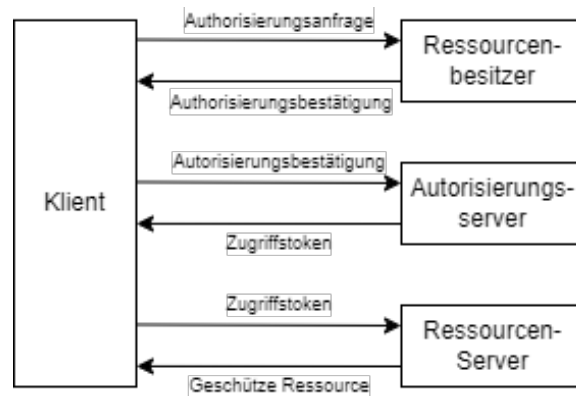 Authorisierungsanfrage
Ressourcen-
besitzer
Authorisierungsbestätigung
Autorisierungsbestätigung
Klient
Autorisierungs-
server
Zugriffstoken
Zugriffstoken
Ressourcen-
Server
Geschütze Ressource